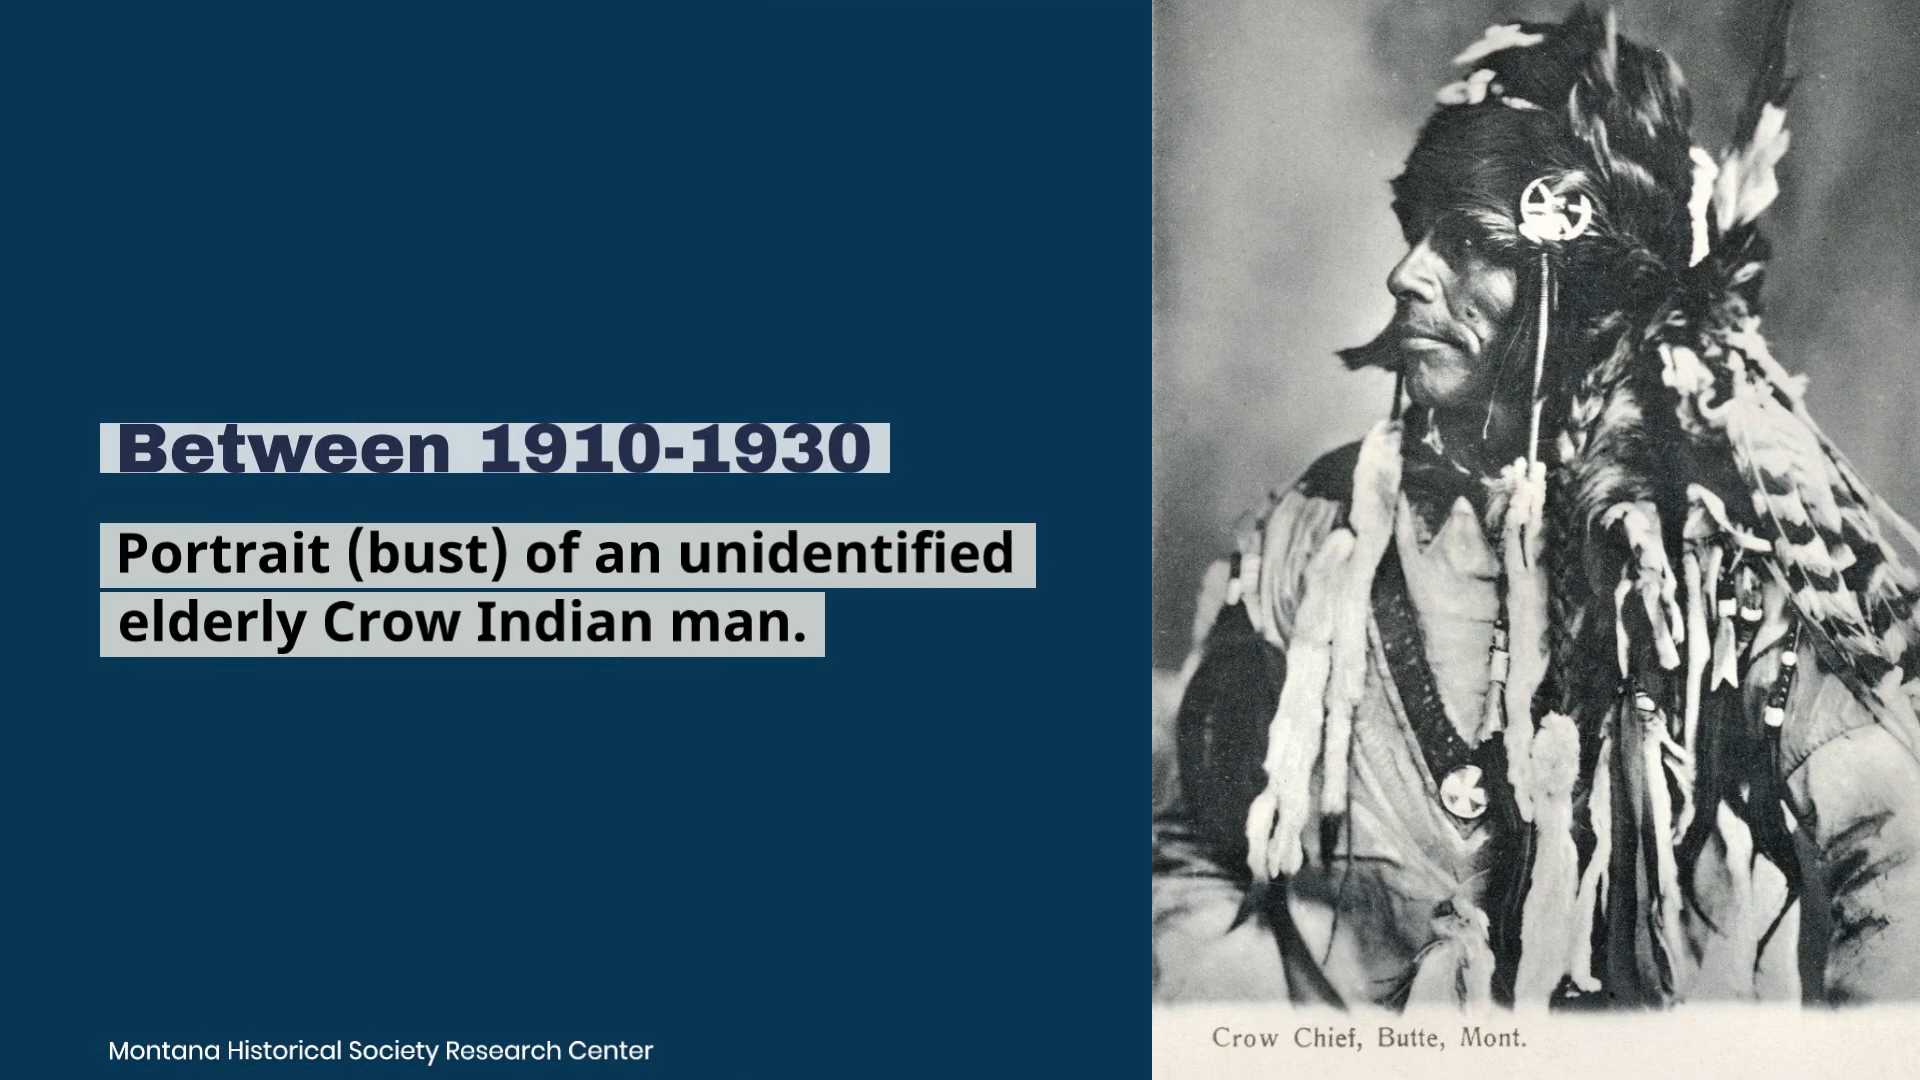 Between 1910-1930
Portrait (bust) of an unidentified
elderly Crow Indian man.
Montana Historical Society Research Center
Crow Chief, Butte, Mont.